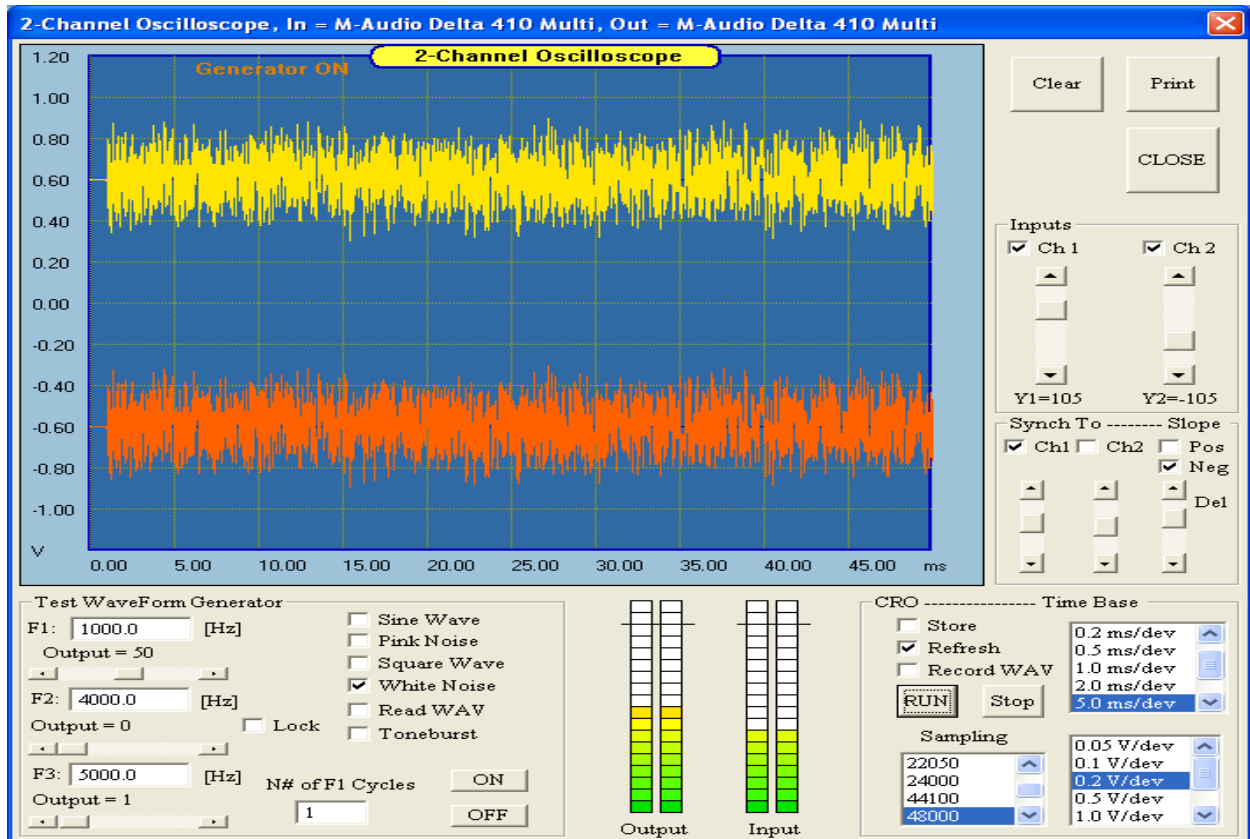 2-Channel Oscilloscope, In = M-Audio Delta 410 Multi, Out = M-Audio Delta 410 Multi
2-Channel Oscilloscope
Generator ON
1.20
1.00
0.80
0.60
0.40
0.20
0.00
-0.20
-0.40
-0.60
-0.80
-1.00
V
0.00 5.00 10.00 15.00 20.00 25.00 30.00 35.00 40.00 45.00 ms
Clear Print
CLOSE
Inputs
Ch 1 Ch 2
Y1=105 Y2=-105
Synch To -------- Slope
Ch1 Ch2 Pos
Neg
Del
Test WaveForm Generator
F1: 1000.0 [Hz]
Output = 50
F2: 4000.0 [Hz]
Output = 0
Lock
F3: 5000.0 [Hz]
Output = 1
Sine Wave
Pink Noise
Square Wave
White Noise
Read WAV
Toneburst
N# of F1 Cycles
1
ON
OFF
Output Input
CRO ---------------- Time Base
Store
Refresh
Record WAV
RUN Stop
0.2 ms/dev
0.5 ms/dev
1.0 ms/dev
2.0 ms/dev
5.0 ms/dev
Sampling
22050
24000
44100
48000
0.05 V/dev
0.1 V/dev
0.2 V/dev
0.5 V/dev
1.0 V/dev